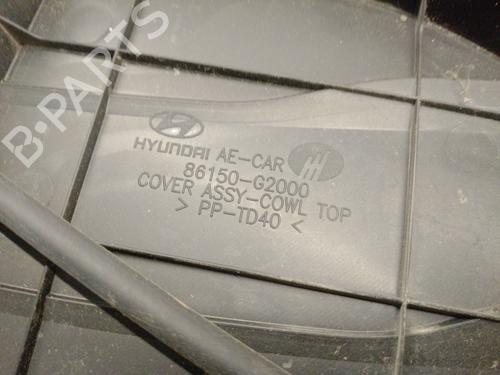 B-PARTS
HYUNDAI AE-CAR
86150-G2000
COVER ASSY-COWL TOP
> PP-TD40 <